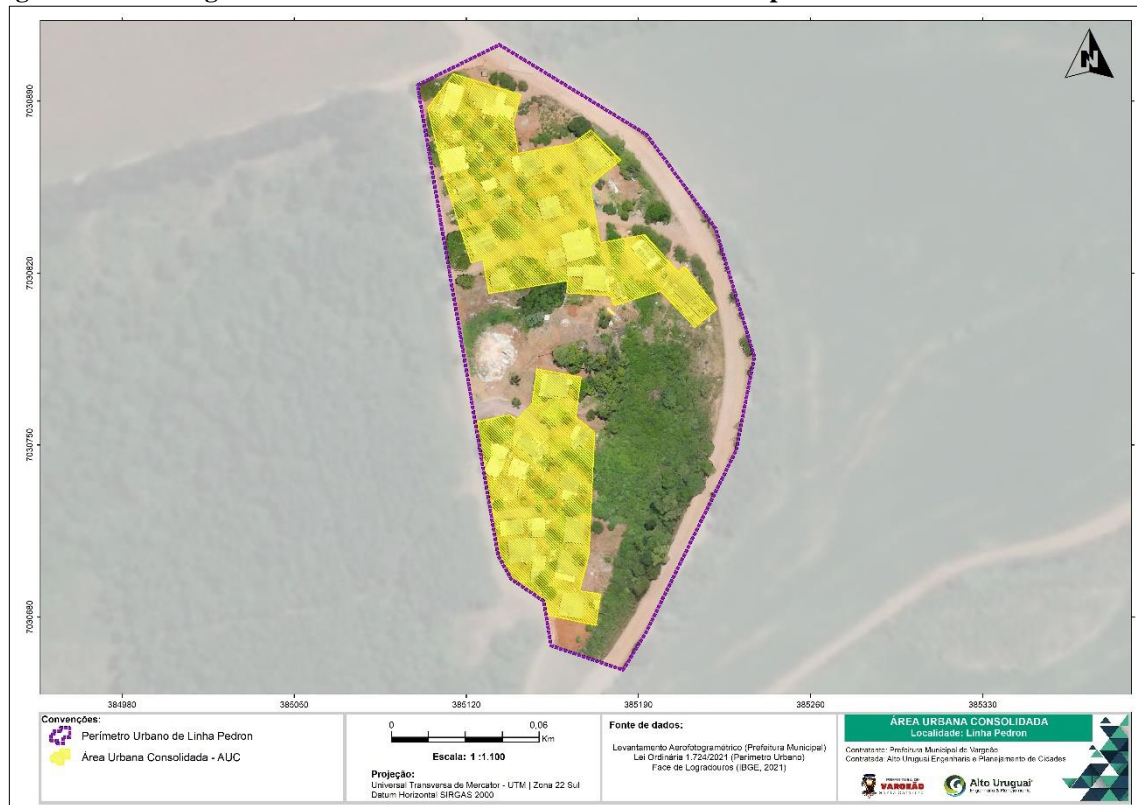 N
7030890
7030820
7030750
7030680
384980
385050
385120
385190
385260
385330
Convenções:
Perímetro Urbano de Linha Pedron
Área Urbana Consolidada - AUC
0
0,06
Km
Escala: 1:1.100
Projeção:
Universal Transversa de Mercator - UTM | Zona 22 Sul
Datum Horizontal SIRGAS 2000
Fonte de dados:
Levantamento Aerofotogramétrico (Prefeitura Municipal)
Lei Ordinária 1.724/2021 (Perímetro Urbano)
Face de Logradouros (IBGE, 2021)
ÁREA URBANA CONSOLIDADA
Localidade: Linha Pedron
Contratante: Prefeitura Municipal de Vargeão
Contratada: Alto Uruguai Engenharia e Planejamento de Cidades
PREFEITURA DE
VARGEÃO
Alto Uruguai
Engenharia & Planejamento